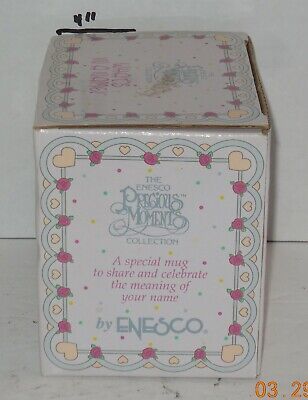 4"
THE
ENESCO
PRECIOUS
MOMENTS™
COLLECTION
A special mug
to share and celebrate
the meaning of
your name
by ENESCO®
03.29